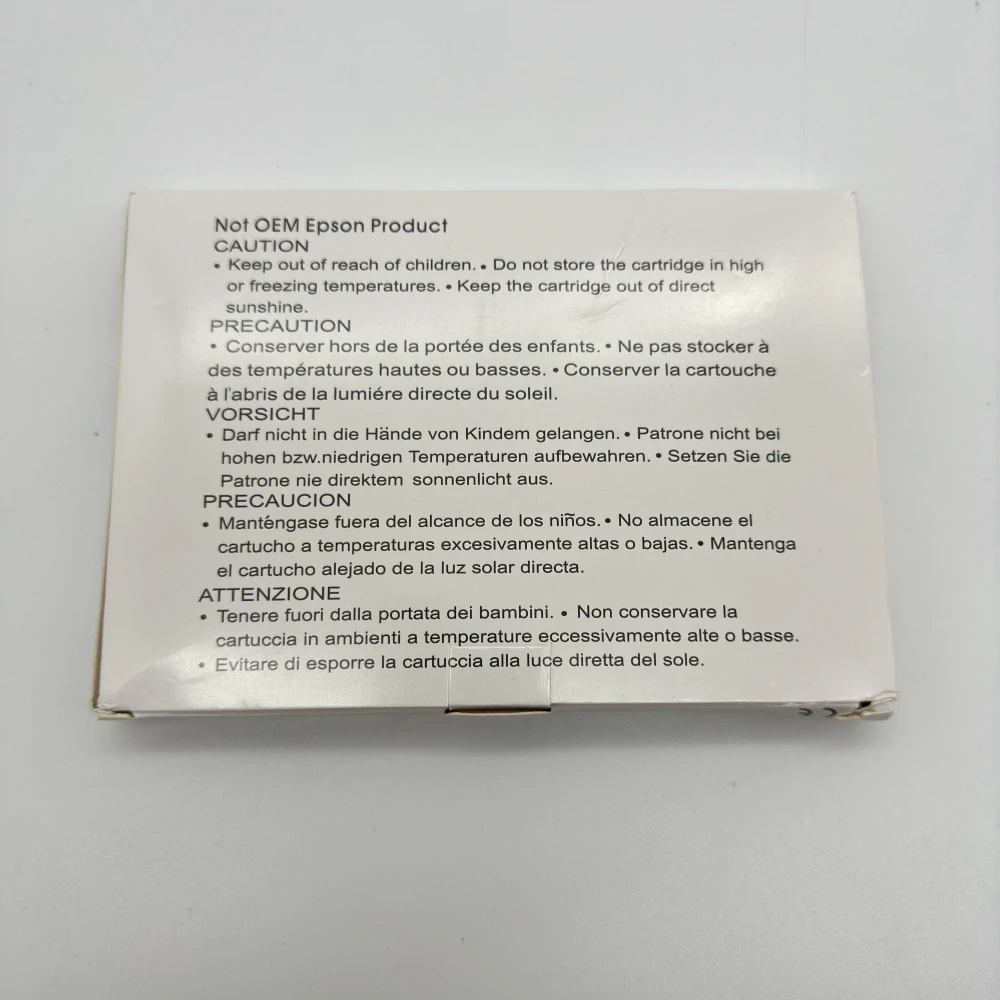 Not OEM Epson Product
CAUTION
• Keep out of reach of children. • Do not store the cartridge in high
or freezing temperatures. • Keep the cartridge out of direct
sunshine.
PRECAUTION
• Conserver hors de la portée des enfants. • Ne pas stocker à
des températures hautes ou basses. • Conserver la cartouche
à l'abris de la lumiére directe du soleil.
VORSICHT
• Darf nicht in die Hände von Kindem gelangen. • Patrone nicht bei
hohen bzw.niedrigen Temperaturen aufbewahren. • Setzen Sie die
Patrone nie direktem sonnenlicht aus.
PRECAUCION
• Manténgase fuera del alcance de los niños. • No almacene el
cartucho a temperaturas excesivamente altas o bajas. • Mantenga
el cartucho alejado de la luz solar directa.
ATTENZIONE
• Tenere fuori dalla portata dei bambini. • Non conservare la
cartuccia in ambienti a temperature eccessivamente alte o basse.
• Evitare di esporre la cartuccia alla luce diretta del sole.